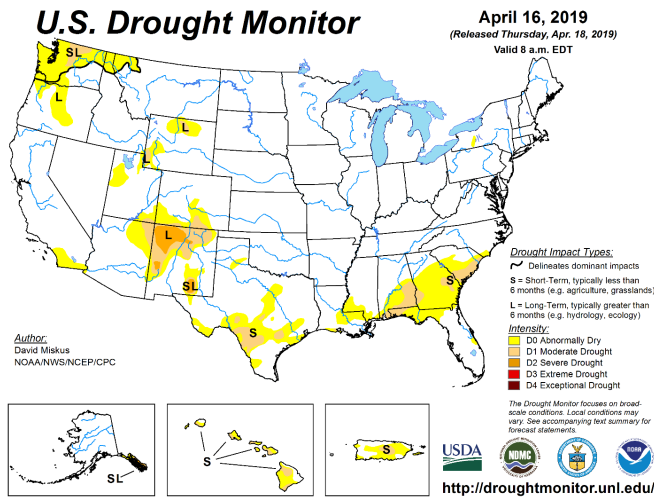 U.S. Drought Monitor
April 16, 2019
(Released Thursday, Apr. 18, 2019)
Valid 8 a.m. EDT
SL
L
L
L
L
SL
S
S
Drought Impact Types:
Delineates dominant impacts
S = Short-Term, typically less than
6 months (e.g. agriculture, grasslands)
L = Long-Term, typically greater than
6 months (e.g. hydrology, ecology)
Intensity:
D0 Abnormally Dry
D1 Moderate Drought
D2 Severe Drought
D3 Extreme Drought
D4 Exceptional Drought
Author:
David Miskus
NOAA/NWS/NCEP/CPC
The Drought Monitor focuses on broad-
scale conditions. Local conditions may
vary. See accompanying text summary for
forecast statements.
SL
S
S
USDA
NDMC
NOAA
http://droughtmonitor.unl.edu/